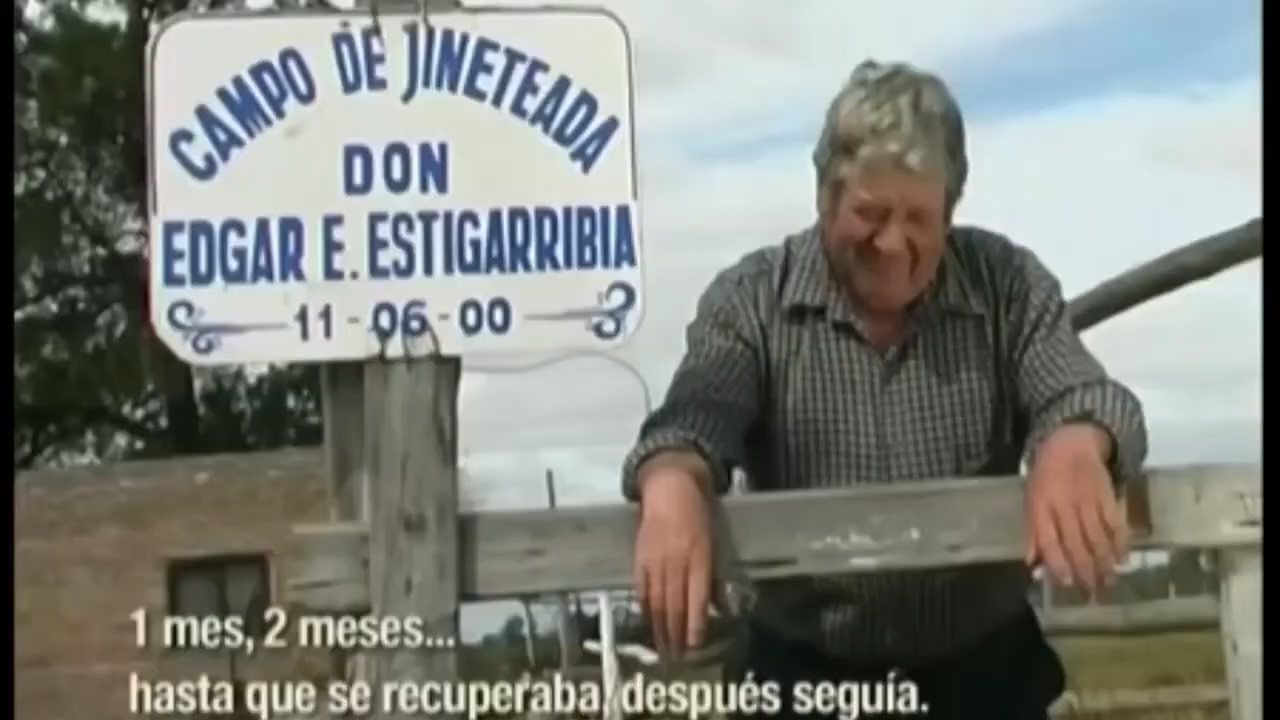 CAMPO DE JINETEADA
DON
EDGAR E. ESTIGARRIBIA
11-06-00
1 mes, 2 meses...
hasta que se recuperaba, después seguía.